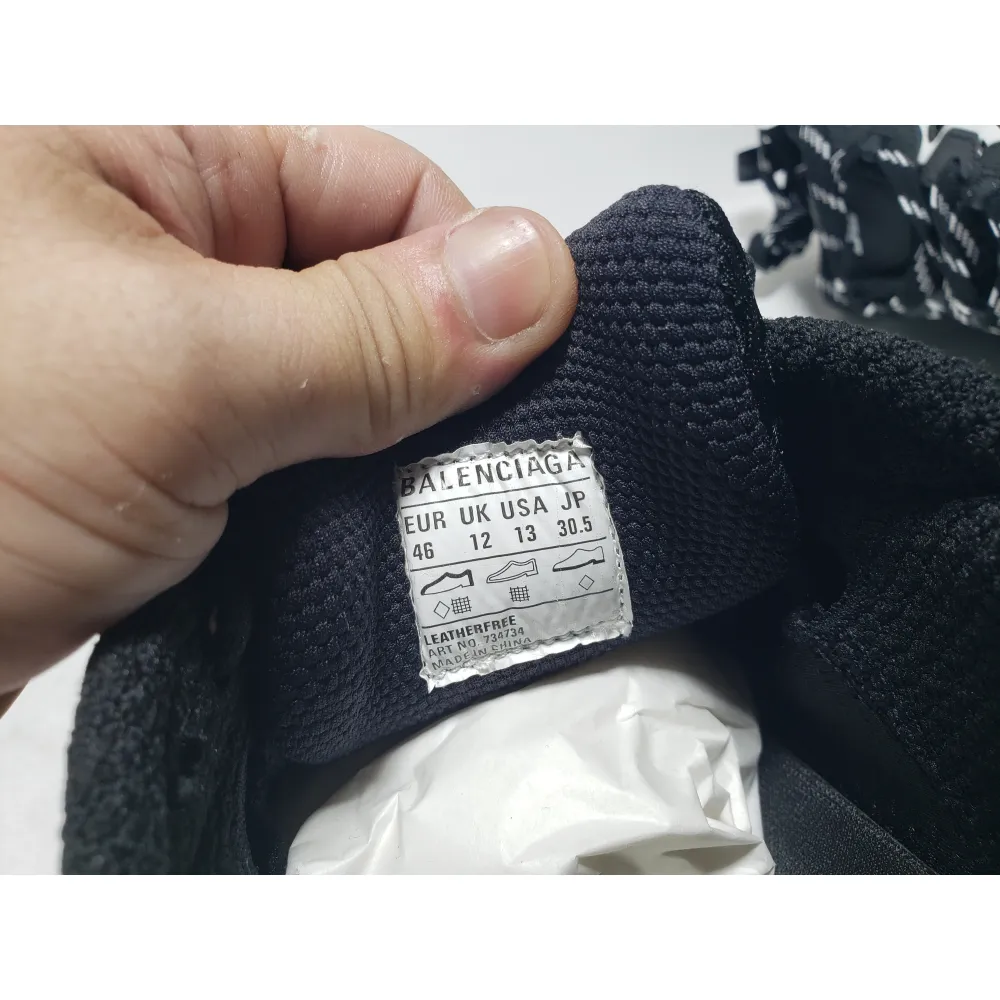 BALENCIAGA
EUR UK USA JP
46 12 13 30.5
LEATHERFREE
ART NO. 734734
MADE IN CHINA